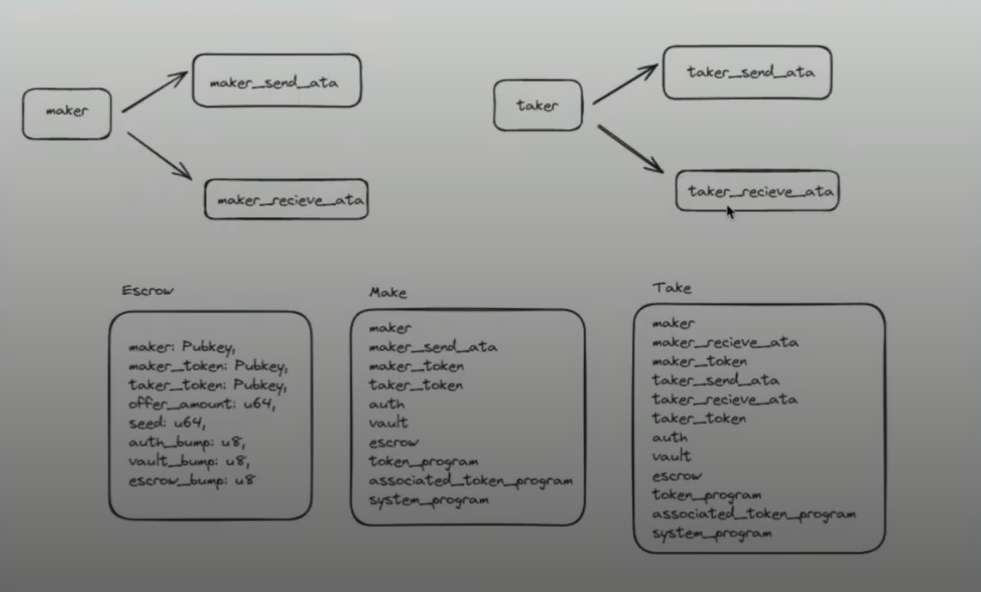 maker
maker_send_ata
maker_recieve_ata
taker
taker_send_ata
taker_recieve_ata
Escrow
maker: Pubkey,
maker_token: Pubkey,
taker_token: Pubkey,
offer_amount: u64,
seed: u64,
auth_bump: u8,
vault_bump: u8,
escrow_bump: u8
Make
maker
maker_send_ata
maker_token
taker_token
auth
vault
escrow
token_program
associated_token_program
system_program
Take
maker
maker_recieve_ata
maker_token
taker_send_ata
taker_recieve_ata
taker_token
auth
vault
escrow
token_program
associated_token_program
system_program